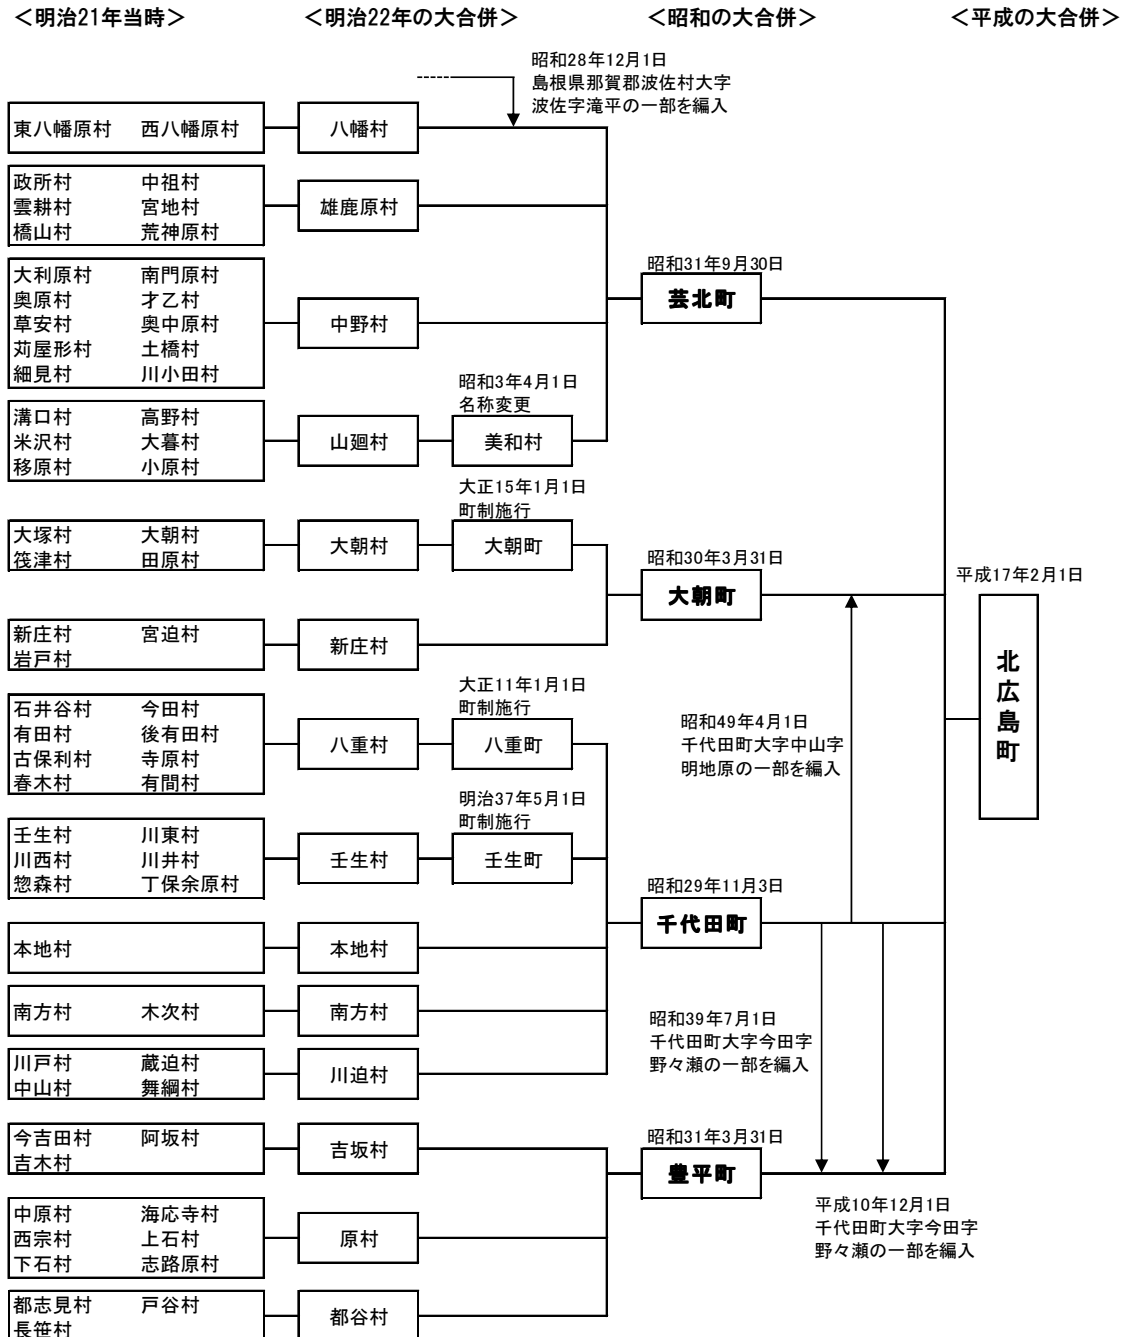 ＜明治21年当時＞ ＜明治22年の大合併＞ ＜昭和の大合併＞ ＜平成の大合併＞
昭和28年12月1日
島根県那賀郡波佐村大字
波佐字滝平の一部を編入
東八幡原村 西八幡原村
八幡村
政所村 中祖村
雲耕村 宮地村
橋山村 荒神原村
雄鹿原村
大利原村 南門原村
奥原村 才乙村
草安村 奥中原村
苅屋形村 土橋村
細見村 川小田村
中野村
昭和31年9月30日
芸北町
溝口村 高野村
米沢村 大暮村
移原村 小原村
山廻村
昭和3年4月1日
名称変更
美和村
大塚村 大朝村
筏津村 田原村
大朝村
大正15年1月1日
町制施行
大朝町
昭和30年3月31日
大朝町
新庄村 宮迫村
岩戸村
新庄村
平成17年2月1日
北広島町
石井谷村 今田村
有田村 後有田村
古保利村 寺原村
春木村 有間村
八重村
大正11年1月1日
町制施行
八重町
昭和49年4月1日
千代田町大字中山字
明地原の一部を編入
壬生村 川東村
川西村 川井村
惣森村 丁保余原村
壬生村
明治37年5月1日
町制施行
壬生町
昭和29年11月3日
千代田町
本地村
本地村
南方村 木次村
南方村
川戸村 蔵迫村
中山村 舞綱村
川迫村
昭和39年7月1日
千代田町大字今田字
野々瀬の一部を編入
今吉田村 阿坂村
吉木村
吉坂村
昭和31年3月31日
豊平町
平成10年12月1日
千代田町大字今田字
野々瀬の一部を編入
中原村 海応寺村
西宗村 上石村
下石村 志路原村
原村
都志見村 戸谷村
長笹村
都谷村